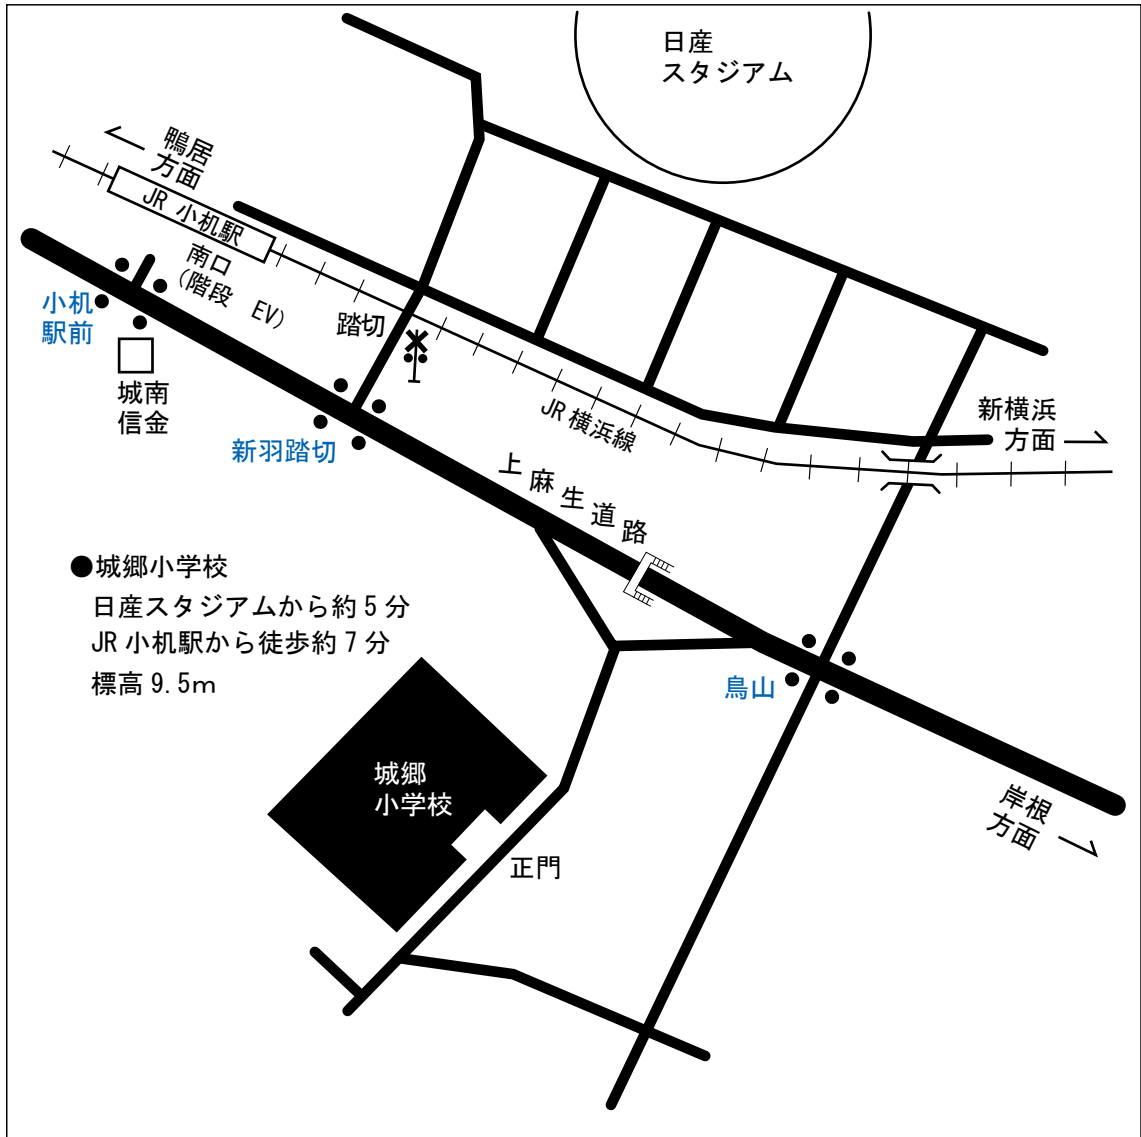 日産
スタジアム
鴨居
方面
JR 小机駅
南口
(階段 EV)
小机
駅前
城南
信金
踏切
新羽踏切
JR 横浜線
新横浜
方面
上麻生道路
●城郷小学校
日産スタジアムから約 5 分
JR 小机駅から徒歩約 7 分
標高 9.5m
鳥山
城郷
小学校
正門
岸根
方面